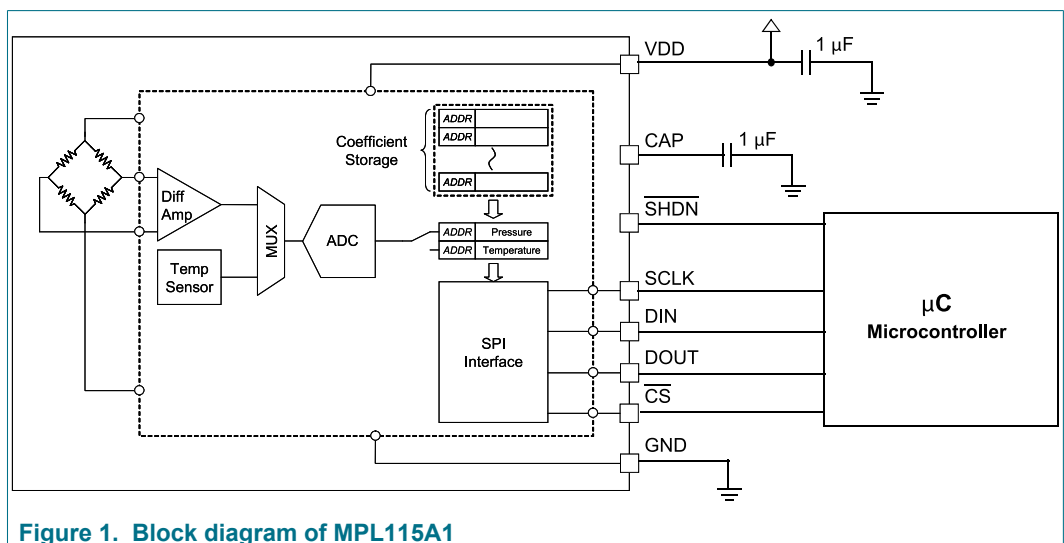 VDD
1 µF
CAP
1 µF
SHDN
SCLK
DIN
DOUT
CS
GND
µC
Microcontroller
Coefficient
Storage
ADDR
ADDR
ADDR
ADDR Pressure
ADDR Temperature
Diff
Amp
MUX
ADC
Temp
Sensor
SPI
Interface
Figure 1. Block diagram of MPL115A1